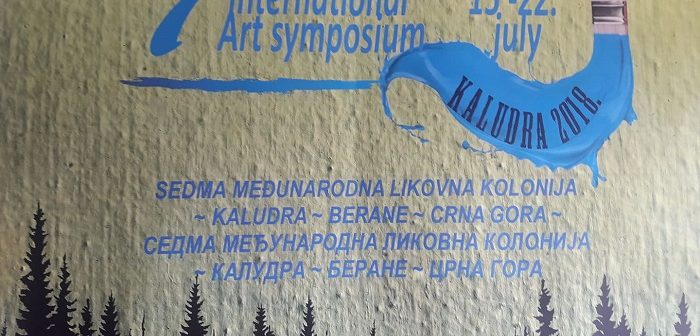 7 International
Art symposium
15.-22.
july
KALUDRA 2018.
SEDMA MEĐUNARODNA LIKOVNA KOLONIJA
~ KALUDRA ~ BERANE ~ CRNA GORA ~
СЕДМА МЕЂУНАРОДНА ЛИКОВНА КОЛОНИЈА
~ КАЛУДРА ~ БЕРАНЕ ~ ЦРНА ГОРА